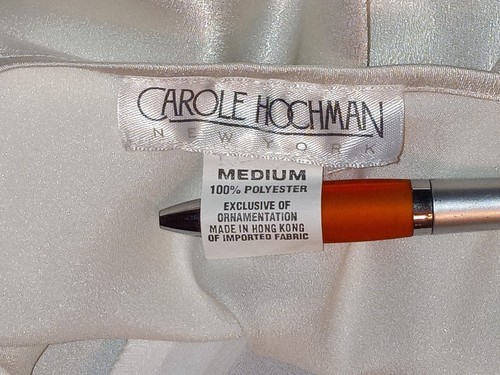 CAROLE HOCHMAN
NEW YORK
MEDIUM
100% POLYESTER
EXCLUSIVE OF
ORNAMENTATION
MADE IN HONG KONG
OF IMPORTED FABRIC